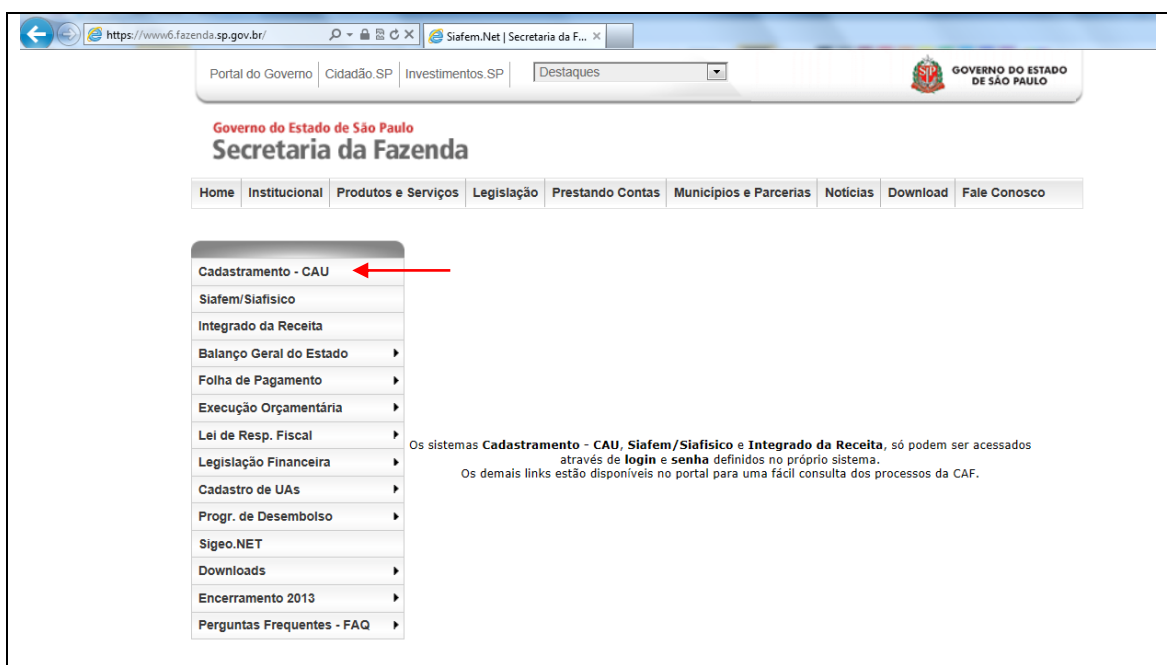 https://www6.fazenda.sp.gov.br/
Siafem.Net | Secretaria da F...
Portal do Governo
Cidadão.SP
Investimentos.SP
Destaques
GOVERNO DO ESTADO
DE SÃO PAULO
Governo do Estado de São Paulo
Secretaria da Fazenda
Home
Institucional
Produtos e Serviços
Legislação
Prestando Contas
Municípios e Parcerias
Notícias
Download
Fale Conosco
Cadastramento - CAU
Siafem/Siafisico
Integrado da Receita
Balanço Geral do Estado
Folha de Pagamento
Execução Orçamentária
Lei de Resp. Fiscal
Legislação Financeira
Cadastro de UAs
Progr. de Desembolso
Sigeo.NET
Downloads
Encerramento 2013
Perguntas Frequentes - FAQ
Os sistemas Cadastramento - CAU, Siafem/Siafisico e Integrado da Receita, só podem ser acessados
através de login e senha definidos no próprio sistema.
Os demais links estão disponíveis no portal para uma fácil consulta dos processos da CAF.